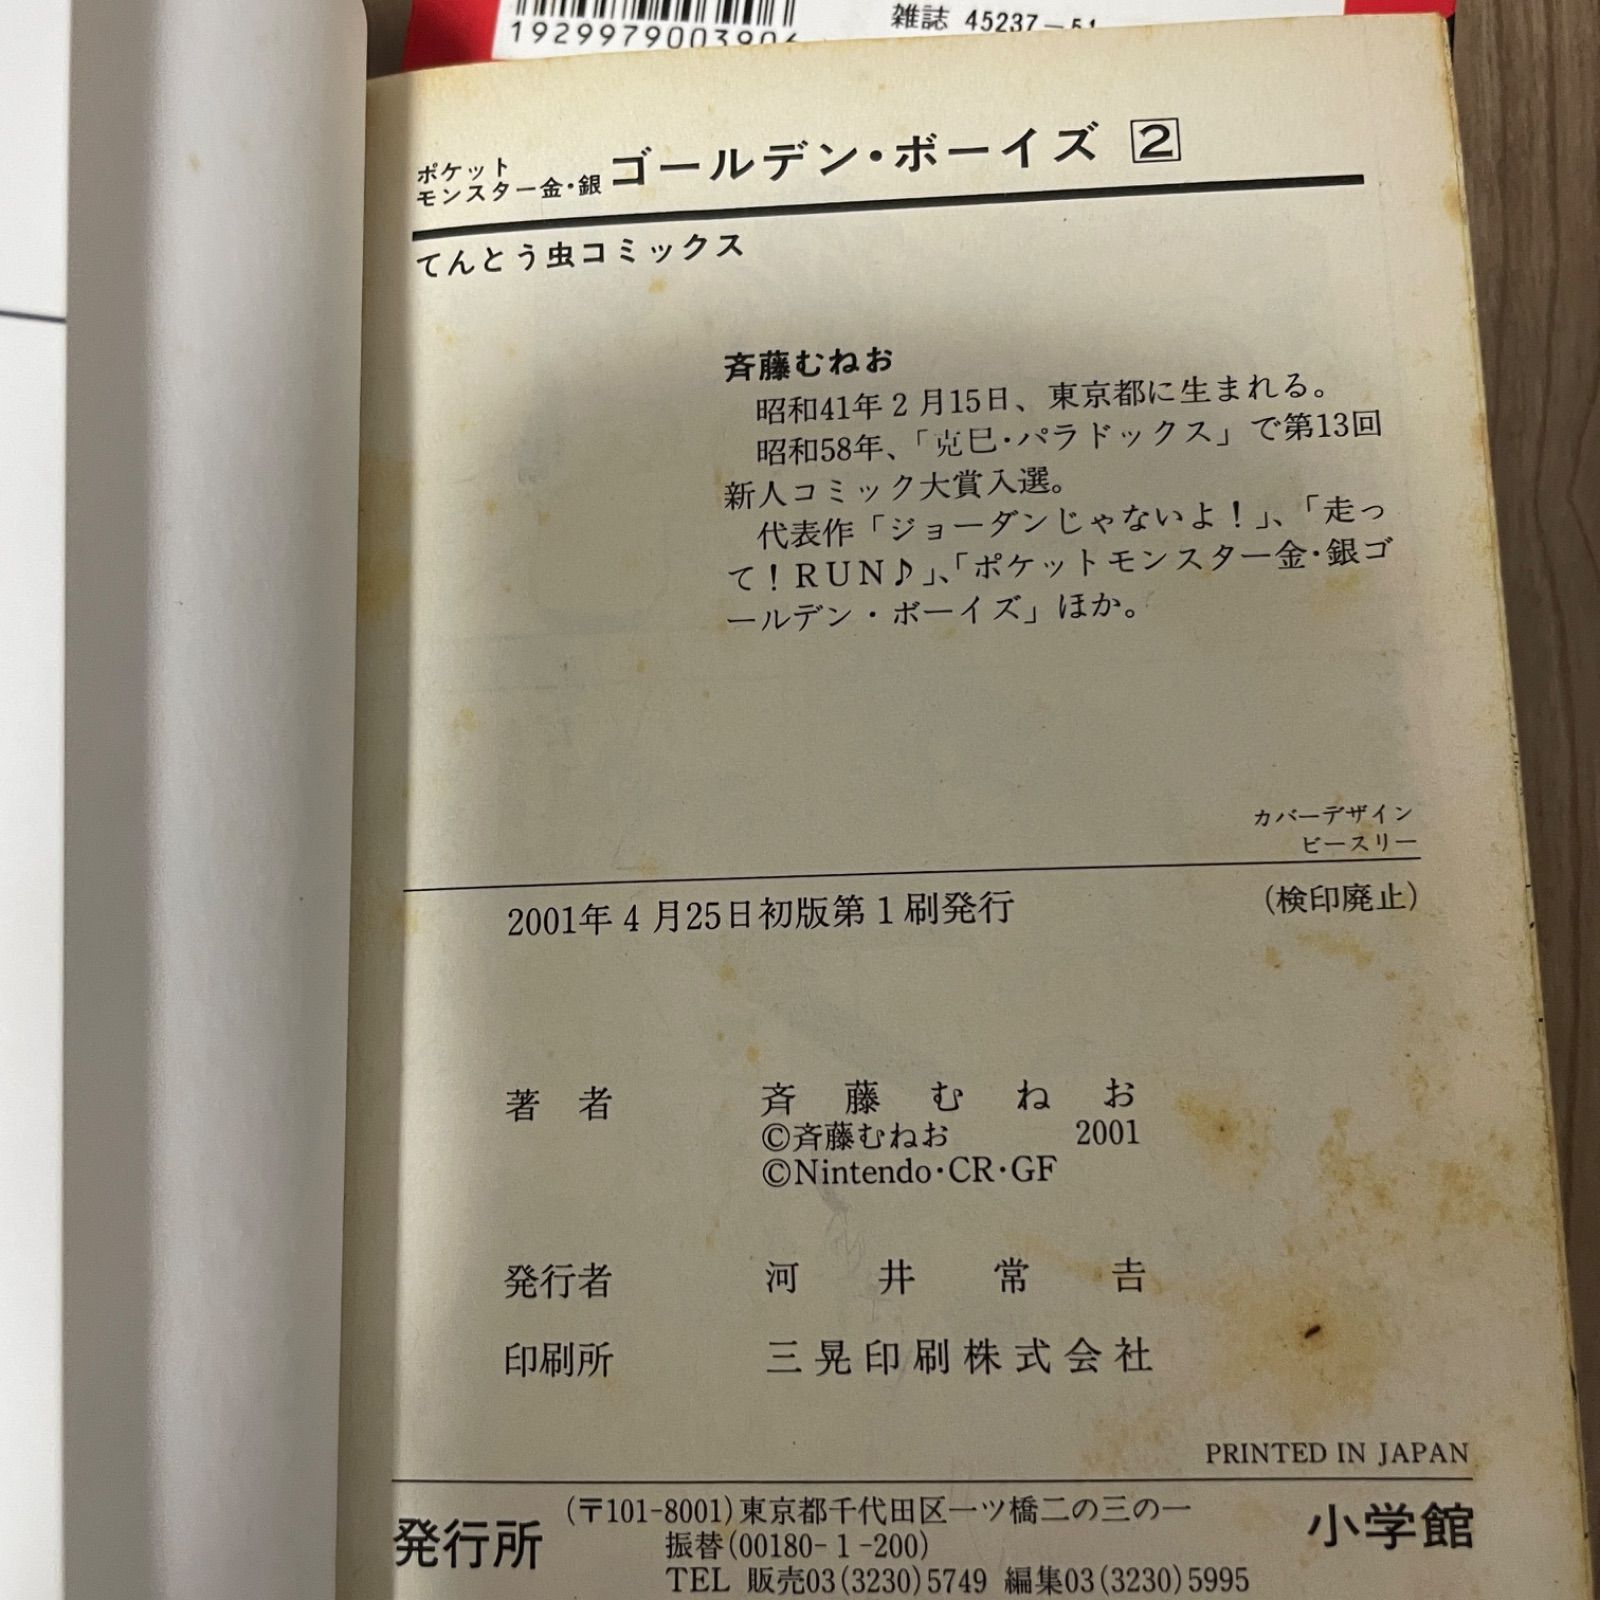 1929979003906
雑誌 45237-51
ポケット
モンスター金・銀 ゴールデン・ボーイズ 2
てんとう虫コミックス
斉藤むねお
昭和41年2月15日、東京都に生まれる。
昭和58年、「克巳・パラドックス」で第13回
新人コミック大賞入選。
代表作「ジョーダンじゃないよ!」、「走っ
て!RUN♪」、「ポケットモンスター金・銀ゴ
ールデン・ボーイズ」ほか。
カバーデザイン
ビースリー
2001年4月25日初版第1刷発行 (検印廃止)
著者 斉藤むねお
©斉藤むねお 2001
©Nintendo・CR・GF
発行者 河井常吉
印刷所 三晃印刷株式会社
PRINTED IN JAPAN
発行所 (〒101-8001)東京都千代田区一ツ橋二の三の一 小学館
振替(00180-1-200)
TEL 販売03(3230)5749 編集03(3230)5995